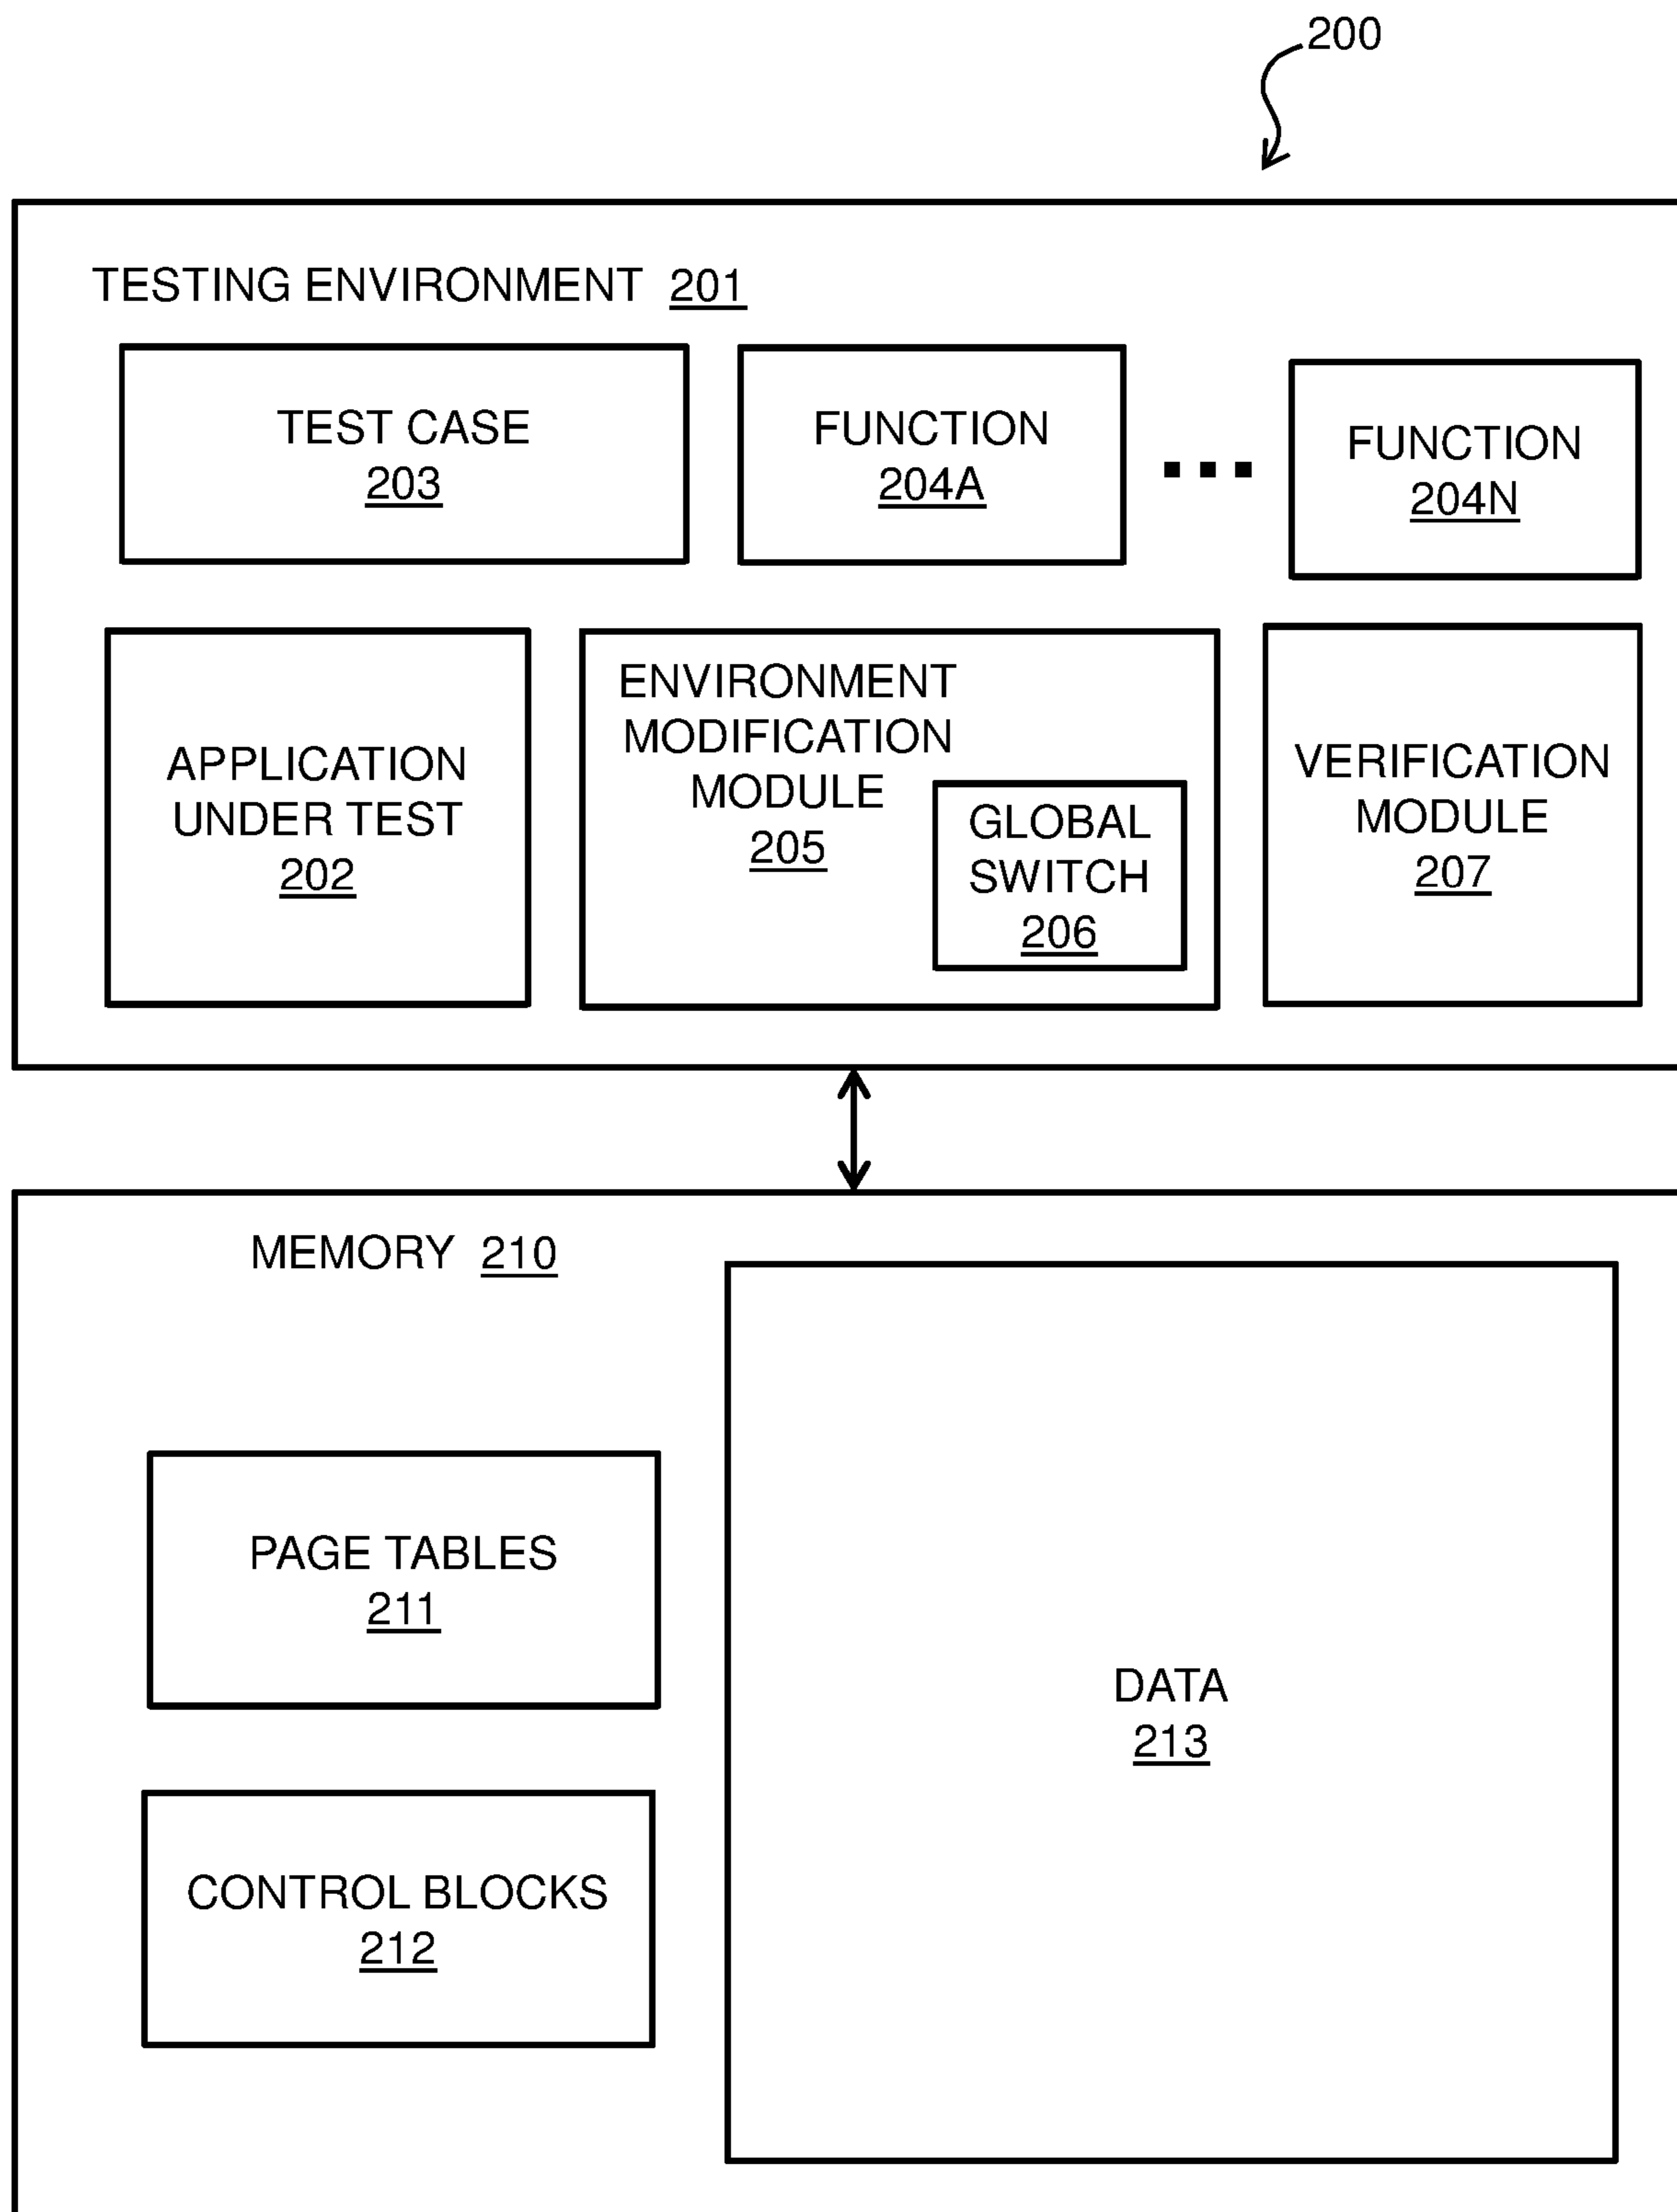 200
TESTING ENVIRONMENT 201
TEST CASE
203
FUNCTION
204A
FUNCTION
204N
APPLICATION
UNDER TEST
202
ENVIRONMENT
MODIFICATION
MODULE
205
GLOBAL
SWITCH
206
VERIFICATION
MODULE
207
MEMORY 210
PAGE TABLES
211
CONTROL BLOCKS
212
DATA
213